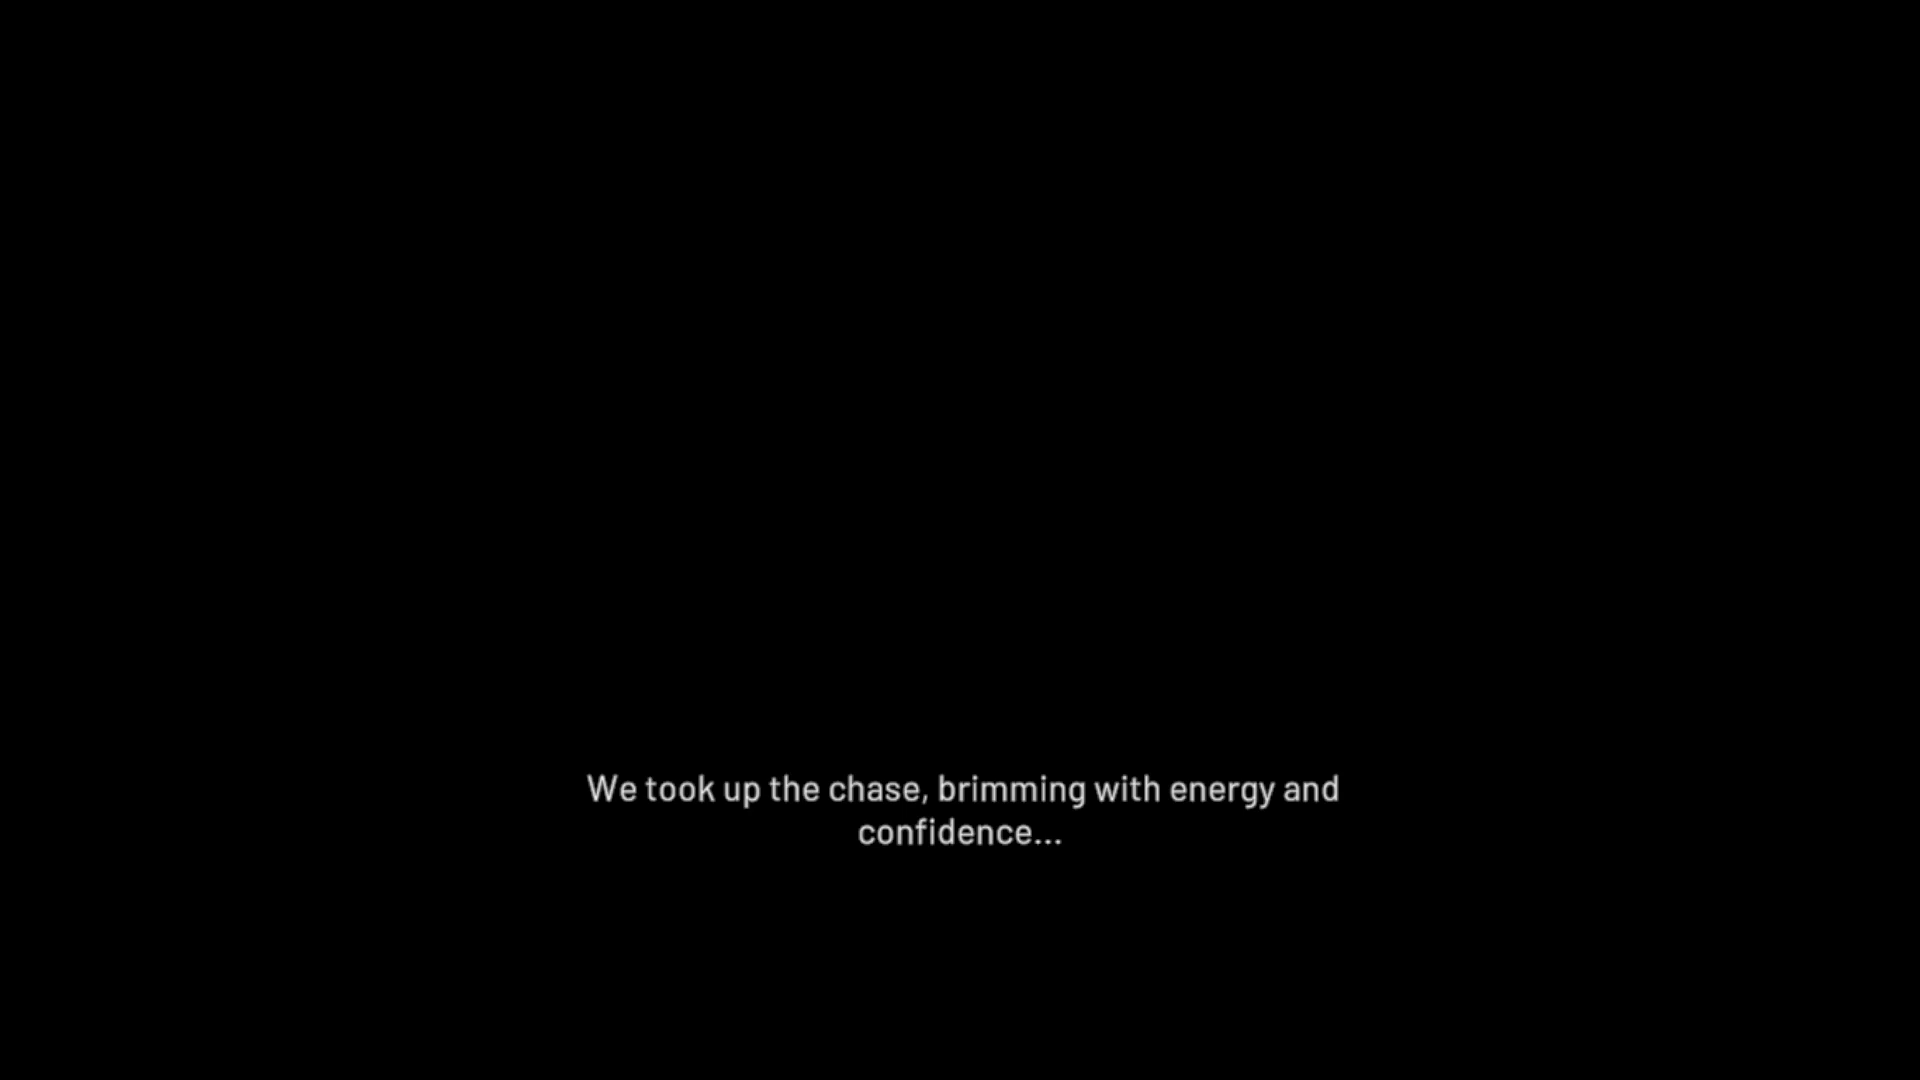 We took up the chase, brimming with energy and
confidence...